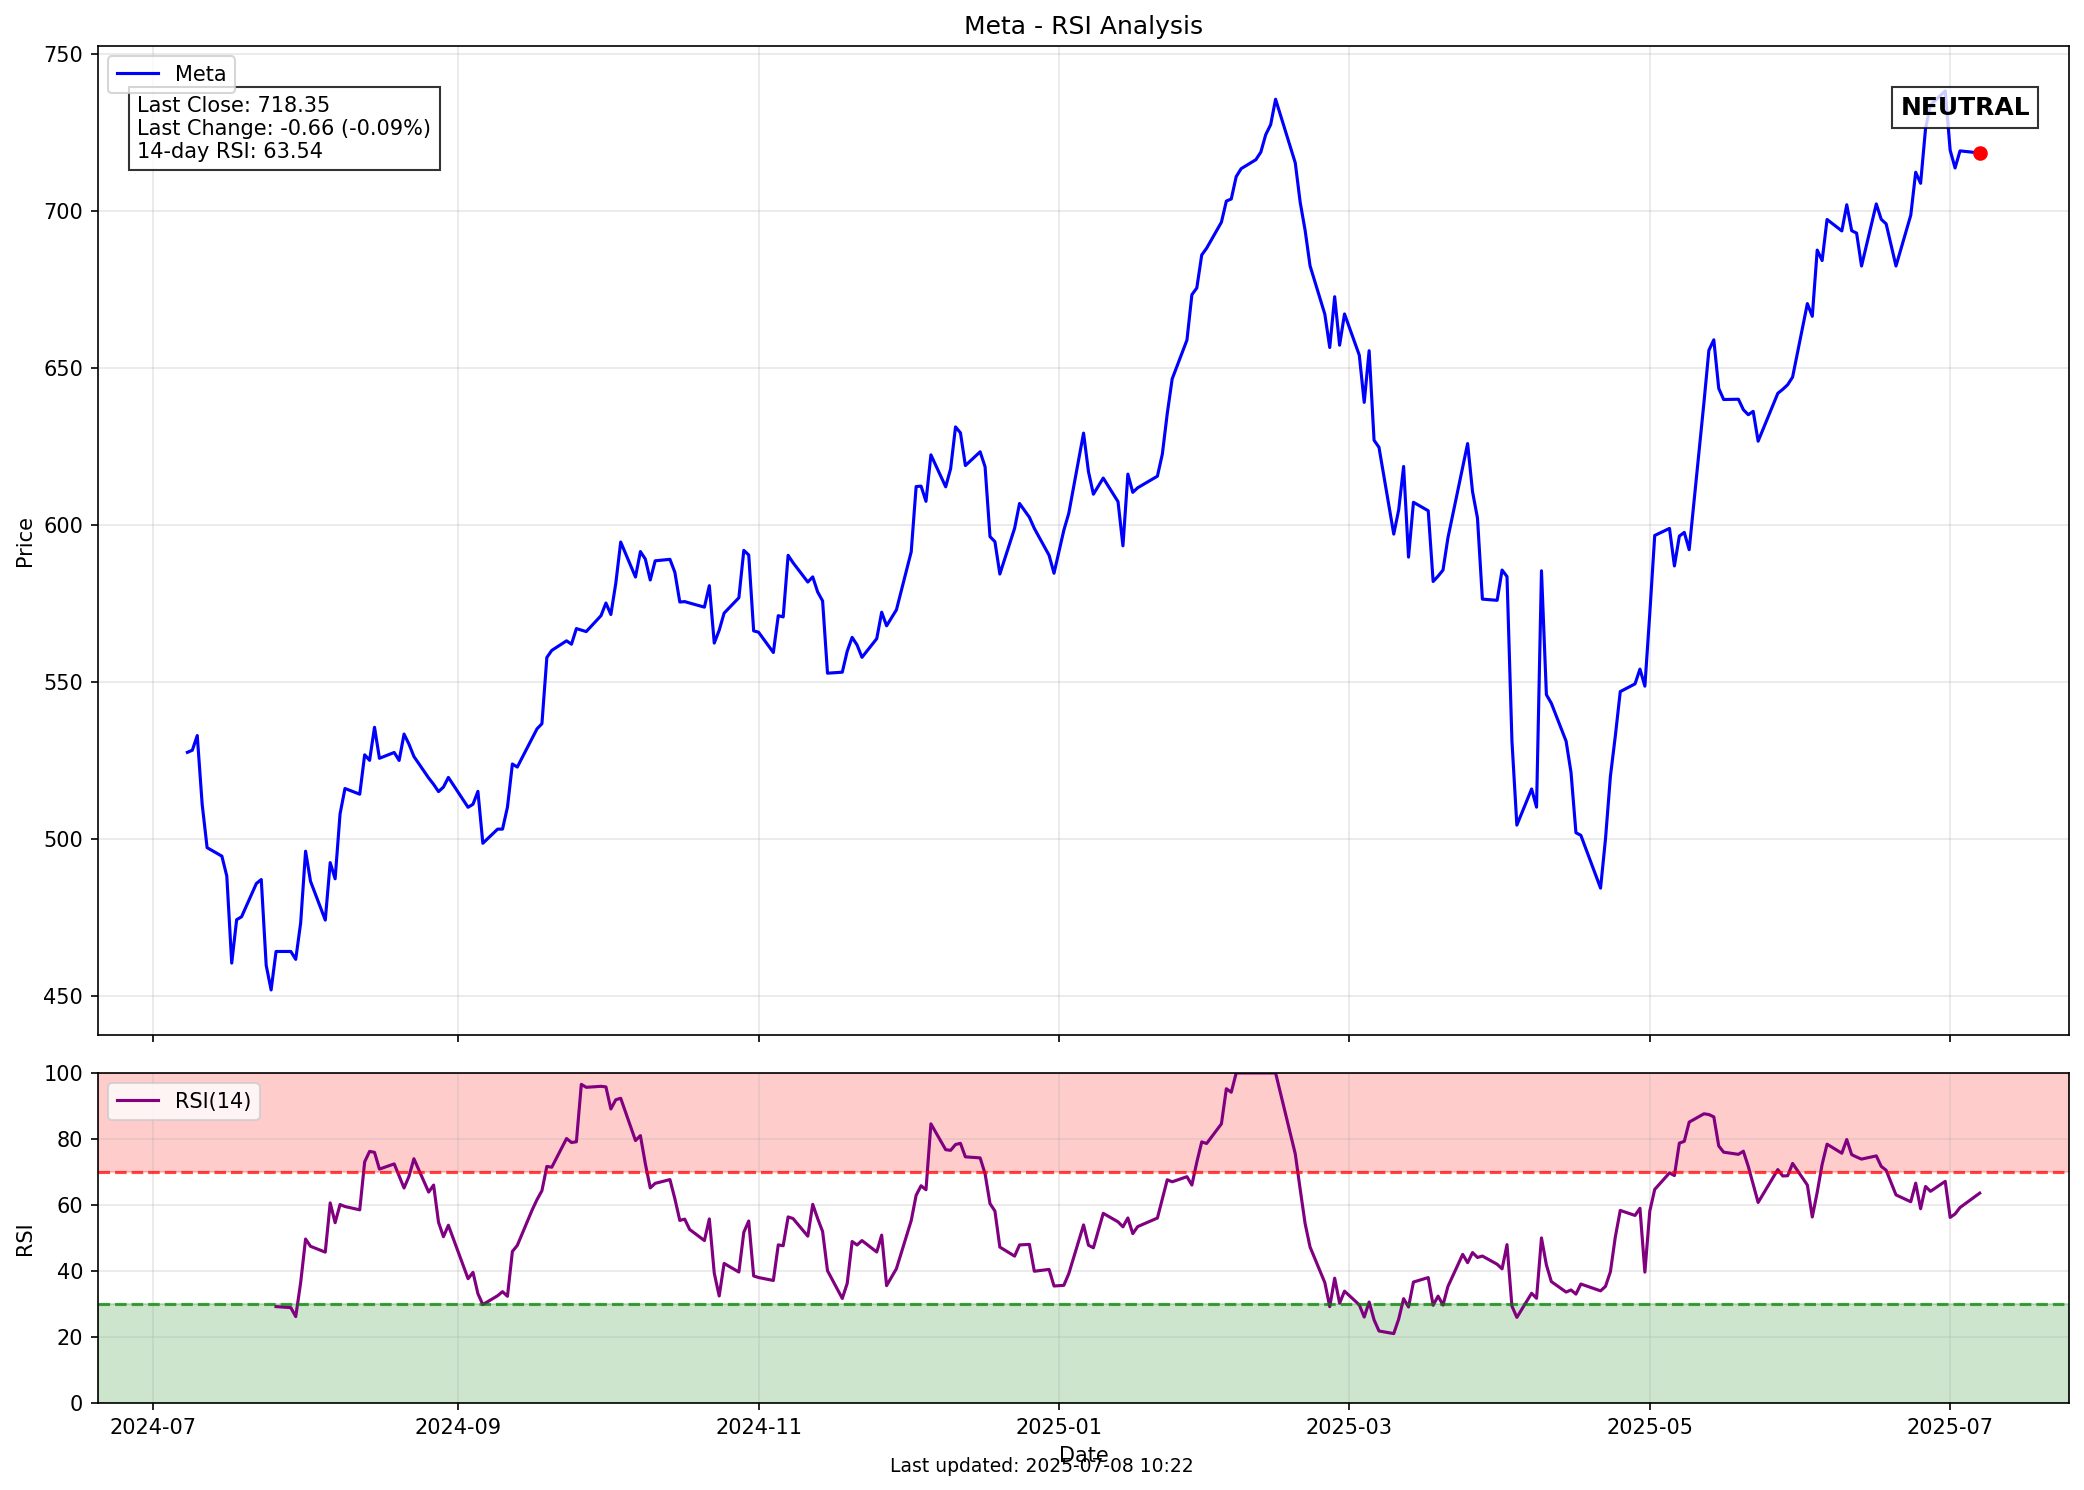 Meta - RSI Analysis
Meta
Last Close: 718.35
Last Change: -0.66 (-0.09%)
14-day RSI: 63.54
NEUTRAL
750
700
650
600
550
500
450
Price
RSI(14)
100
80
60
40
20
0
RSI
2024-07
2024-09
2024-11
2025-01
2025-03
2025-05
2025-07
Date
Last updated: 2025-07-08 10:22